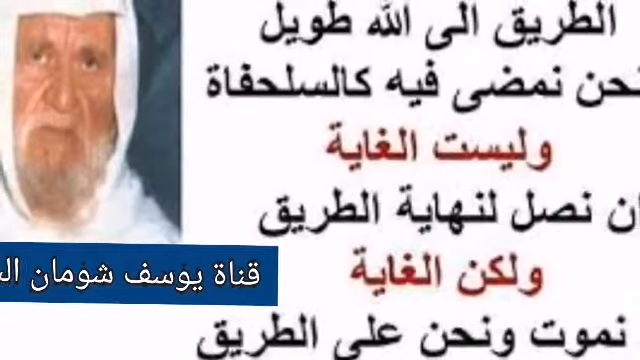 الطريق الى الله طويل
نحن نمضى فيه كالسلحفاة
وليست الغاية
ان نصل لنهاية الطريق
ولكن الغاية
نموت ونحن على الطريق
قناة يوسف شومان